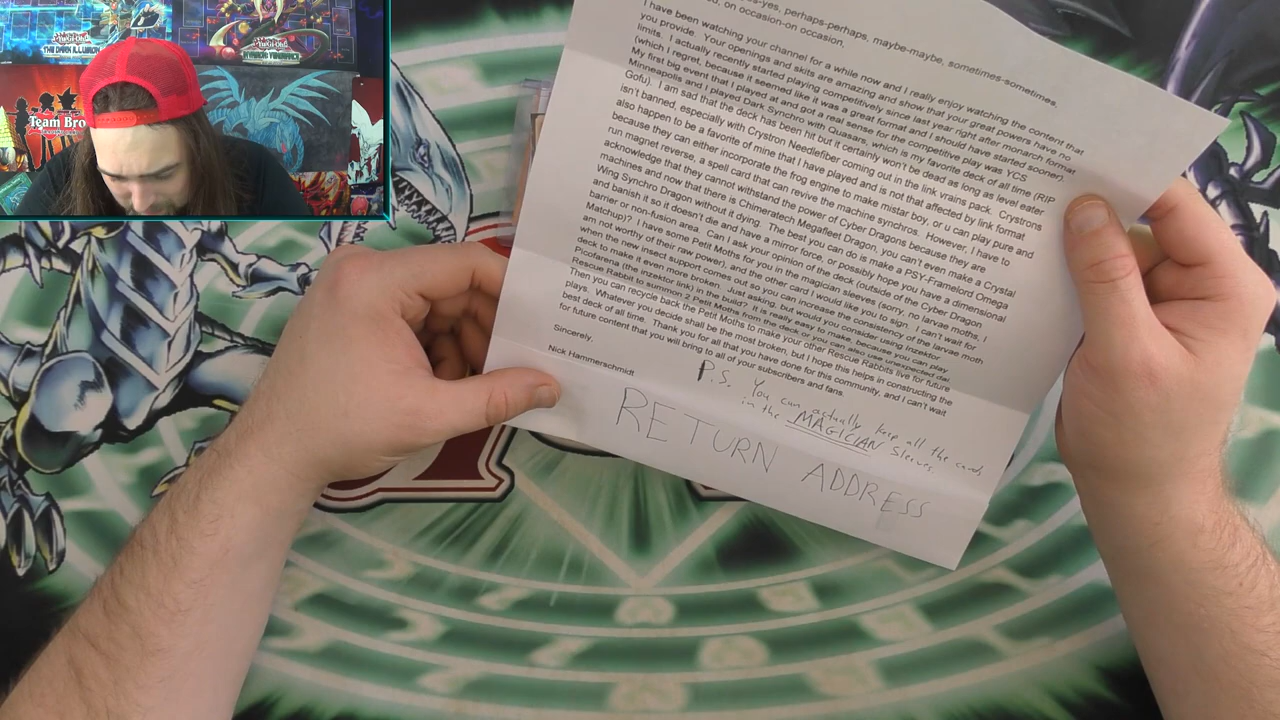 YU-GI-OH!
THE DARK ILLUSION
YU-GI-OH!
Team Bro
s-yes, perhaps-perhaps, maybe-maybe, sometimes-sometimes,
on occasion-on occasion.
I have been watching your channel for a while now and I really enjoy watching the content that
you provide. Your openings and skits are amazing and show that your great powers have no
limits. I actually recently started playing competitively since last year right after monarch format
(which I regret, because it seemed like it was a great format and I should have started sooner).
My first big event that I player at and got a real sense for the competitive play was YCS
Minneapolis and I played Dark Synchro with Quasars, which is my favorite deck of all time (RIP
Gofu). I am sad that the deck has been hit but it certainly won't be dead as long as level eater
isn't banned, especially with Crystron Needlefiber coming out in the link vrains pack. Crystrons
also happen to be a favorite of mine that I have played and is not that affected by link format
because they can either incorporate the frog engine to make mistar boy, or u can play pure and
run magnet reverse, a spell card that can revive the machine synchros. However, I have to
acknowledge that they cannot withstand the power of Cyber Dragons because they are
machines and now that there is Chimeratech Megafleet Dragon, you can't even make a Crystal
Wing Synchro Dragon without it dying. The best you can do is make a PSY-Framelord Omega
and banish it so it doesn't die and have a mirror force, or possibly hope you have a dimensional
barrier or non-fusion area. Can I ask your opinion of the deck (outside of the Cyber Dragon
Matchup)? I have some Petit Moths for you in the magician sleeves (sorry, no larvae moths, I
am not worthy of their new power), and the other card I would like you to sign. I can't wait for
when the new insect support comes out so you can increase the consistency of the larvae moth
deck to make it even more broken. Just asking, but would you consider using Inzektor
Picofarena (the inzektor link) in the build? It is really easy to make, because you can play
Rescue Rabbit to summon 2 Petit Moths from the deck or you can also use unexpected dai
Then you can recycle back the Petit Moths to make your other Rescue Rabbits live for future
plays. Whatever you decide shall be the most broken, but I hope this helps in constructing the
best deck of all time. Thank you for all that you have done for this community, and I can't wait
for future content that you will bring to all of your subscribers and fans.
Sincerely,
Nick Hammerschmidt
P.S. You can actually keep all the cards
in the MAGICIAN sleeves.
RETURN ADDRESS